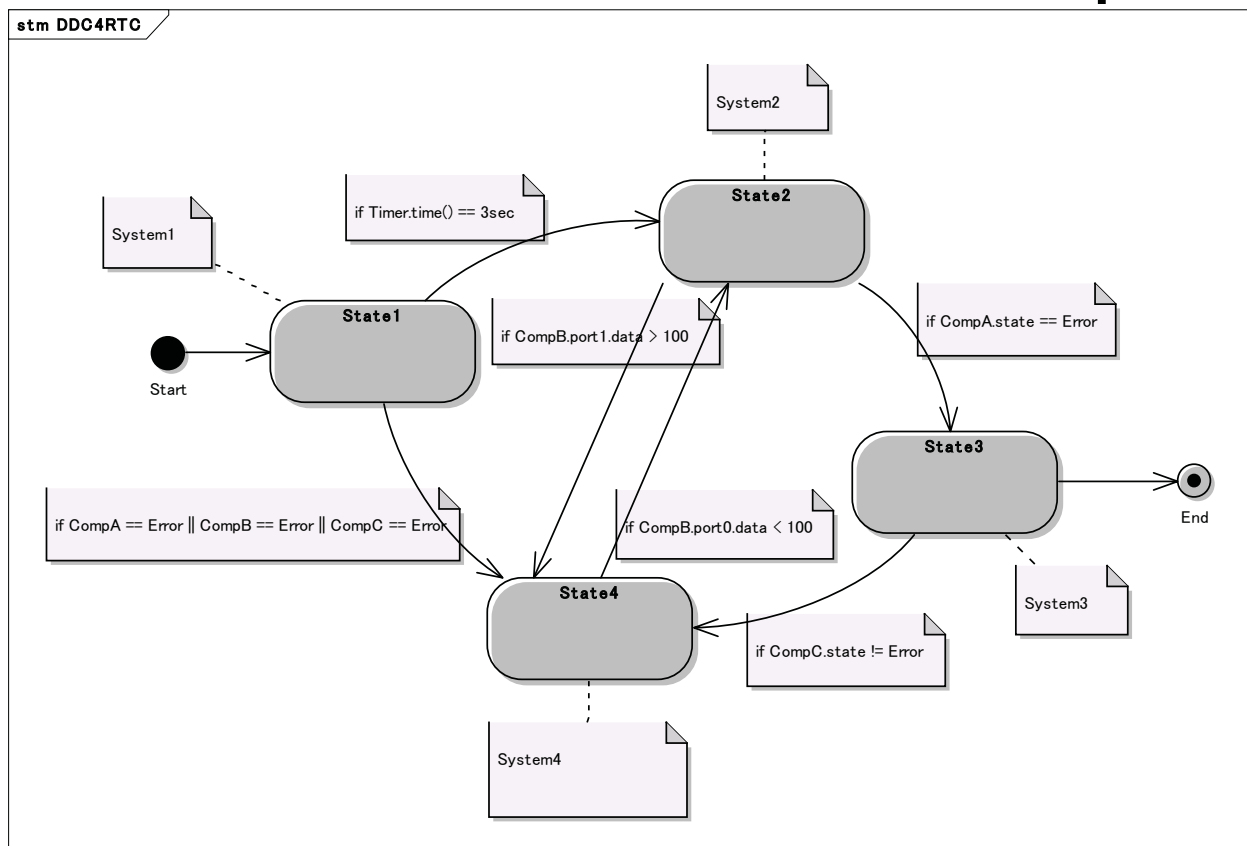 stm DDC4RTC
System2
State2
if Timer.time() == 3sec
System1
State1
if CompB.port1.data > 100
if CompA.state == Error
Start
State3
if CompA == Error || CompB == Error || CompC == Error
if CompB.port0.data < 100
End
State4
System3
if CompC.state != Error
System4